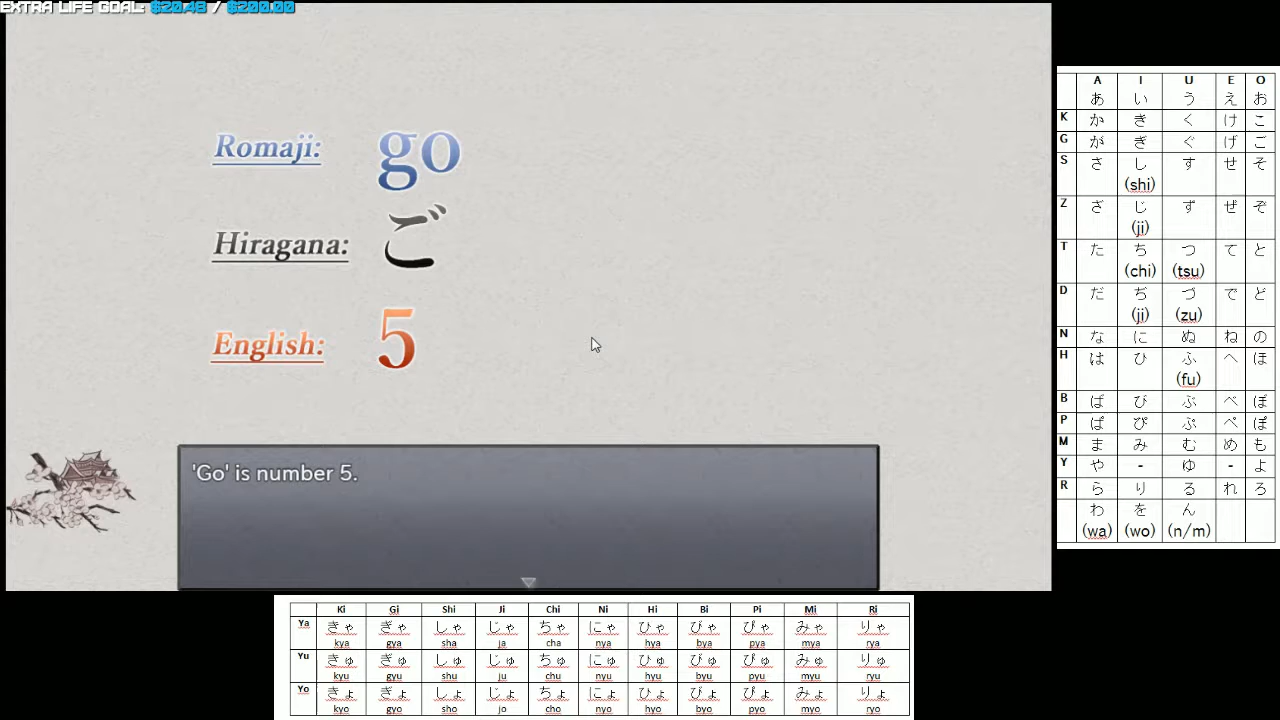 EXTRA LIFE GOAL: $20.48 / $200.00
Romaji: go
Hiragana: ご
English: 5
'Go' is number 5.
A I U E O
あ い う え お
K か き く け こ
G が ぎ ぐ げ ご
S さ し す せ そ
(shi)
Z ざ じ ず ぜ ぞ
(ji)
T た ち つ て と
(chi) (tsu)
D だ ぢ づ で ど
(ji) (zu)
N な に ぬ ね の
H は ひ ふ へ ほ
(fu)
B ば び ぶ べ ぼ
P ぱ ぴ ぷ ぺ ぽ
M ま み む め も
Y や - ゆ - よ
R ら り る れ ろ
わ を ん
(wa) (wo) (n/m)
Ki Gi Shi Ji Chi Ni Hi Bi Pi Mi Ri
Ya きゃ ぎゃ しゃ じゃ ちゃ にゃ ひゃ びゃ ぴゃ みゃ りゃ
kya gya sha ja cha nya hya bya pya mya rya
Yu きゅ ぎゅ しゅ じゅ ちゅ にゅ ひゅ びゅ ぴゅ みゅ りゅ
kyu gyu shu ju chu nyu hyu byu pyu myu ryu
Yo きょ ぎょ しょ じょ ちょ にょ ひょ びょ ぴょ みょ りょ
kyo gyo sho jo cho nyo hyo byo pyo myo ryo